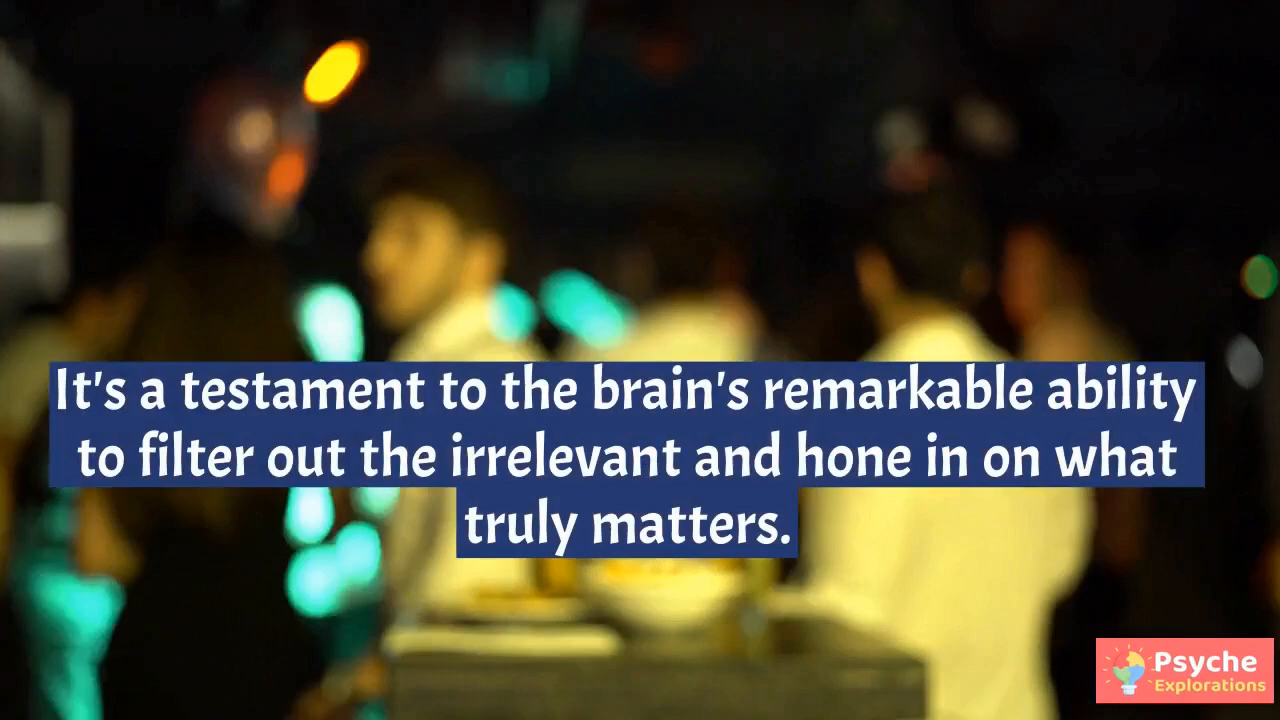 It's a testament to the brain's remarkable ability
to filter out the irrelevant and hone in on what
truly matters.
Psyche
Explorations